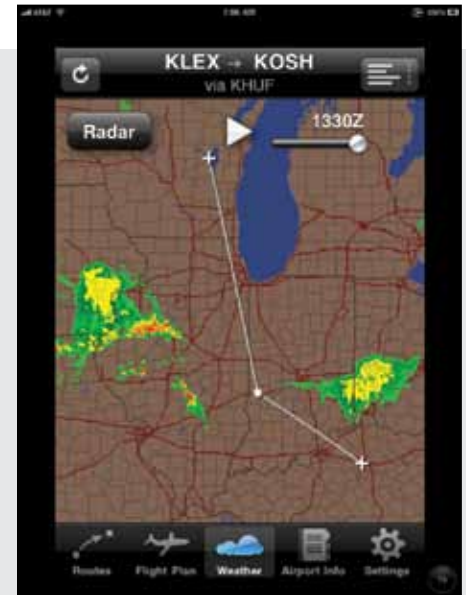 KLEX → KOSH
via KHUF
Radar
1330Z
Routes
Flight Plan
Weather
Airport Info
Settings